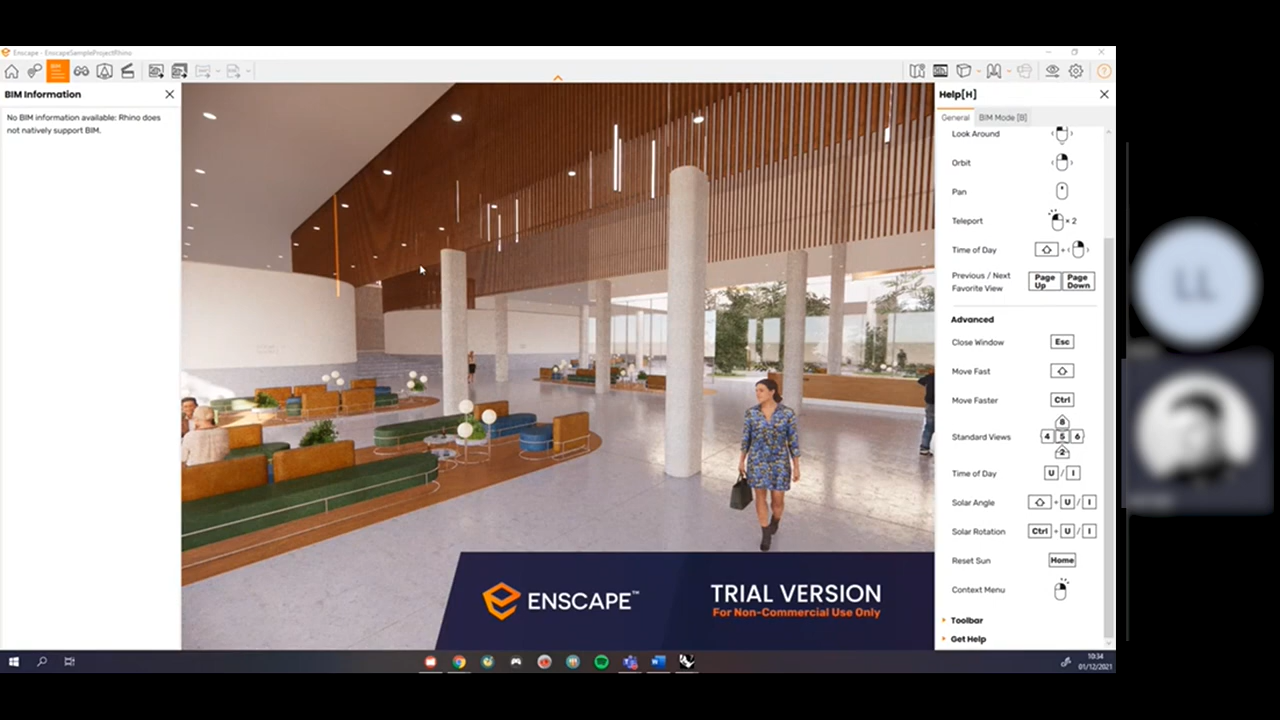 Enscape - EnscapeSampleProjectRhino
BIM Information
No BIM information available: Rhino does
not natively support BIM.
Help[H]
General
BIM Mode [B]
Look Around
Orbit
Pan
Teleport
× 2
Time of Day
+
Previous / Next
Favorite View
Page
Up
Page
Down
Advanced
Close Window
Esc
Move Fast
Move Faster
Ctrl
Standard Views
8
4 5 6
2
Time of Day
U / I
Solar Angle
+ U / I
Solar Rotation
Ctrl + U / I
Reset Sun
Home
Context Menu
Toolbar
Get Help
ENSCAPE™
TRIAL VERSION
For Non-Commercial Use Only
LL
10:34
01/12/2021